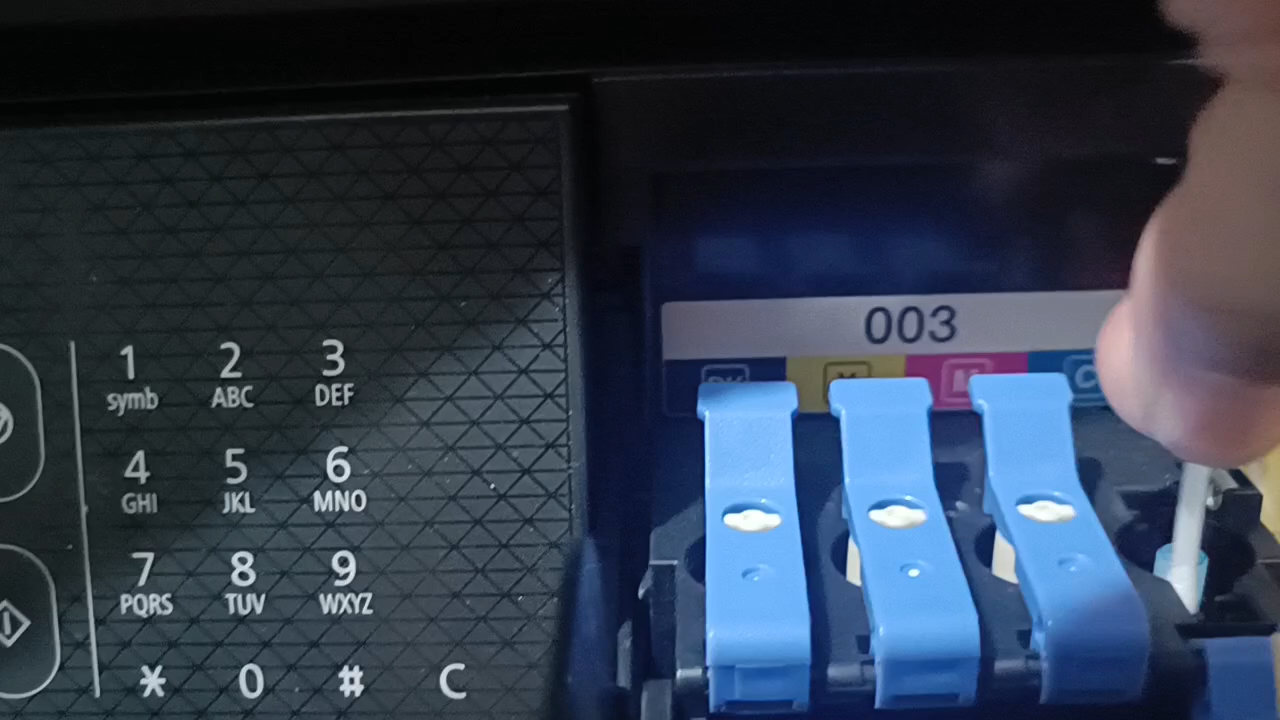 1 2 3
symb ABC DEF
4 5 6
GHI JKL MNO
7 8 9
PQRS TUV WXYZ
* 0 # C
003
BK Y M C